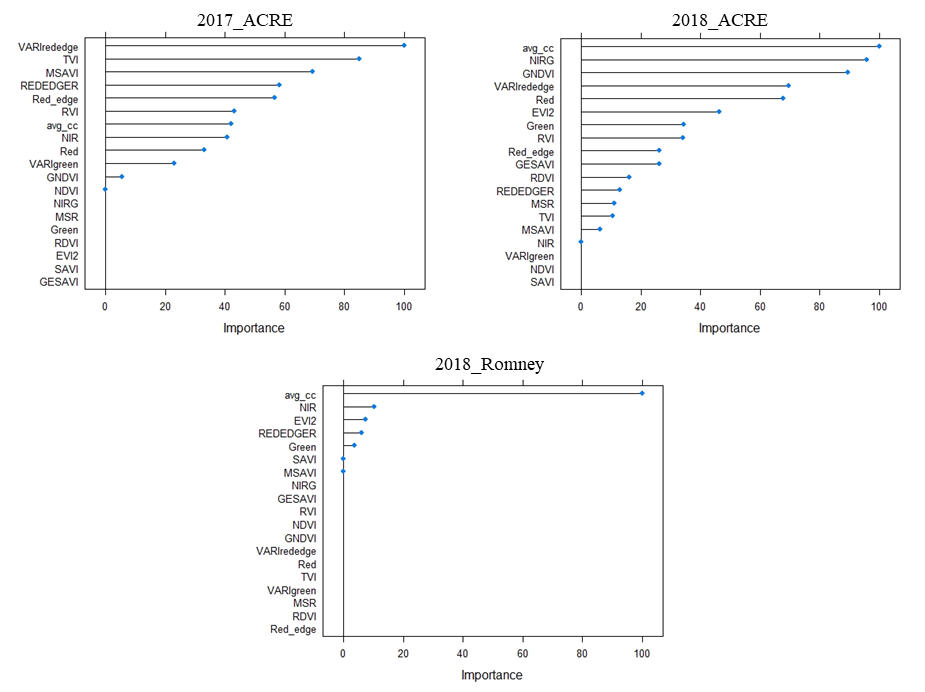 2017_ACRE
VARIrededge
TVI
MSAVI
REDEDGER
Red_edge
RVI
avg_cc
NIR
Red
VARIgreen
GNDVI
NDVI
NIRG
MSR
Green
RDVI
EVI2
SAVI
GESAVI
0 20 40 60 80 100
Importance
2018_ACRE
avg_cc
NIRG
GNDVI
VARIrededge
Red
EVI2
Green
RVI
Red_edge
GESAVI
RDVI
REDEDGER
MSR
TVI
MSAVI
NIR
VARIgreen
NDVI
SAVI
0 20 40 60 80 100
Importance
2018_Romney
avg_cc
NIR
EVI2
REDEDGER
Green
SAVI
MSAVI
NIRG
GESAVI
RVI
NDVI
GNDVI
VARIrededge
Red
TVI
VARIgreen
MSR
RDVI
Red_edge
0 20 40 60 80 100
Importance